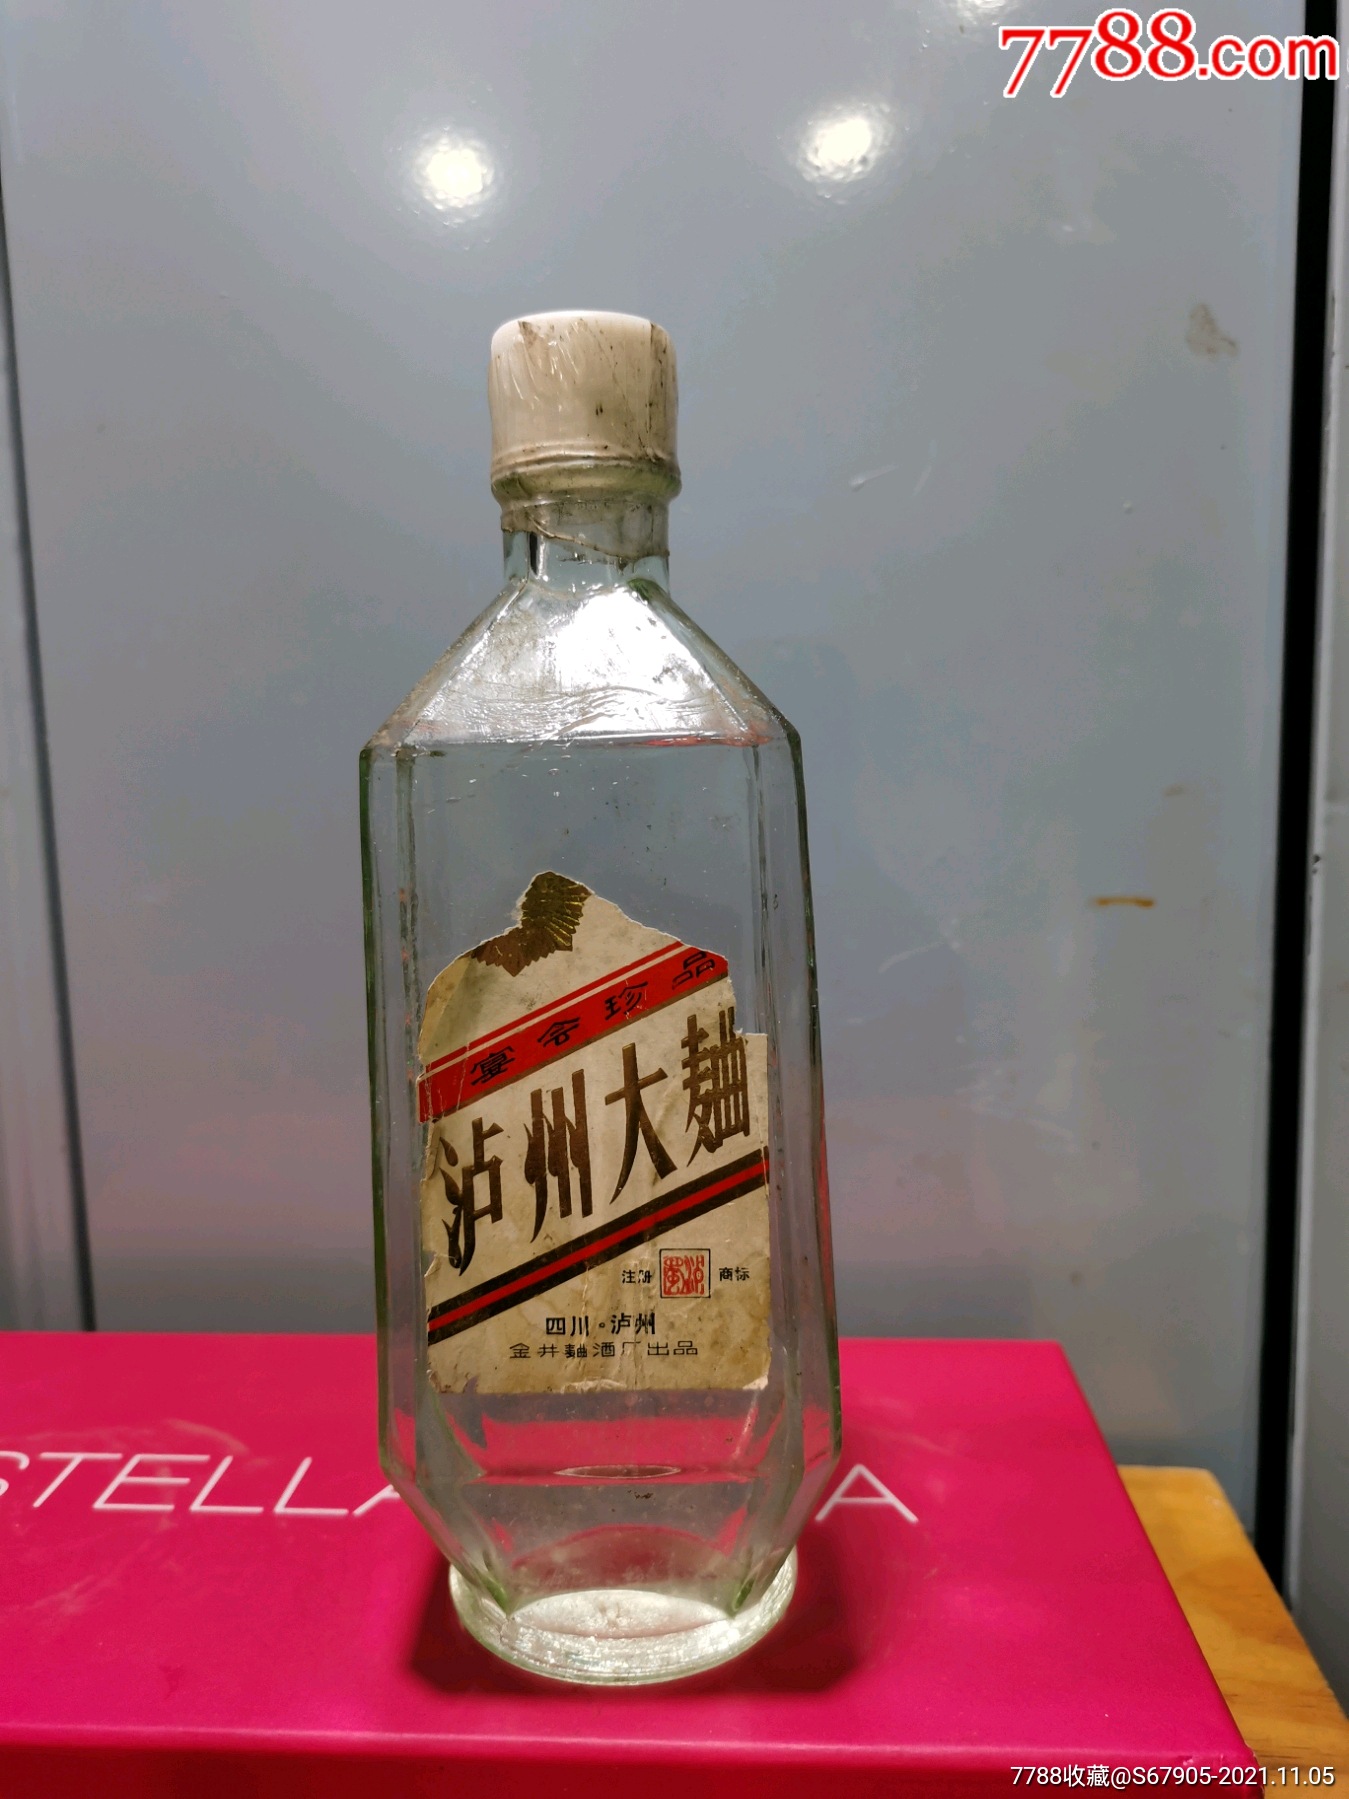 7788.com
宴会珍品
泸州大麯
注册 商标
四川·泸州
金井麯酒厂出品
STELLA A
7788收藏@S67905-2021.11.05